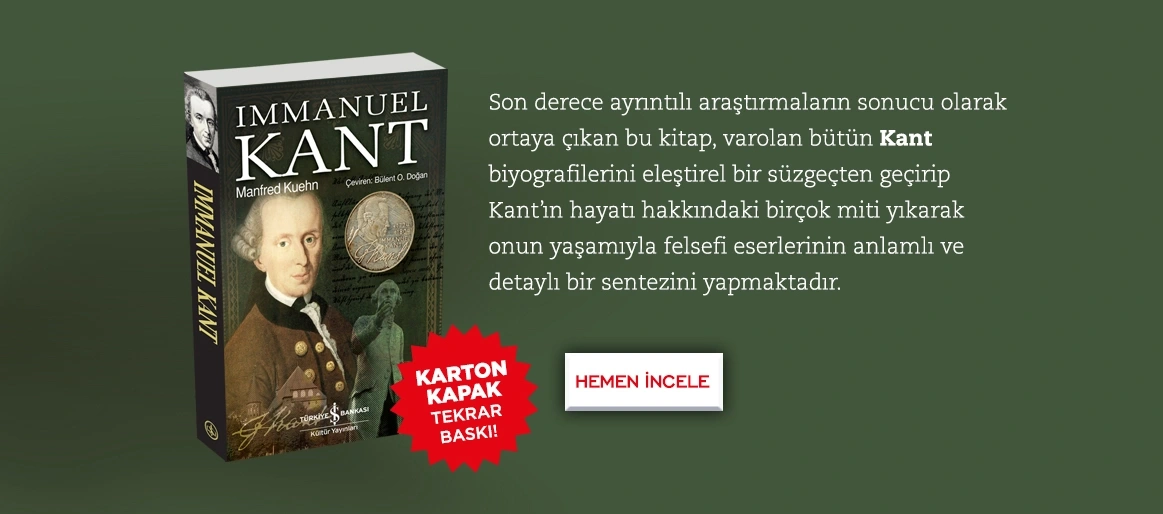 IMMANUEL
KANT
Manfred Kuehn
Çeviren: Bülent O. Doğan
IMMANUEL KANT
TÜRKİYE İŞ BANKASI
Kültür Yayınları
KARTON
KAPAK
TEKRAR
BASKI!
Son derece ayrıntılı araştırmaların sonucu olarak
ortaya çıkan bu kitap, varolan bütün Kant
biyografilerini eleştirel bir süzgeçten geçirip
Kant'ın hayatı hakkındaki birçok miti yıkarak
onun yaşamıyla felsefi eserlerinin anlamlı ve
detaylı bir sentezini yapmaktadır.
HEMEN İNCELE